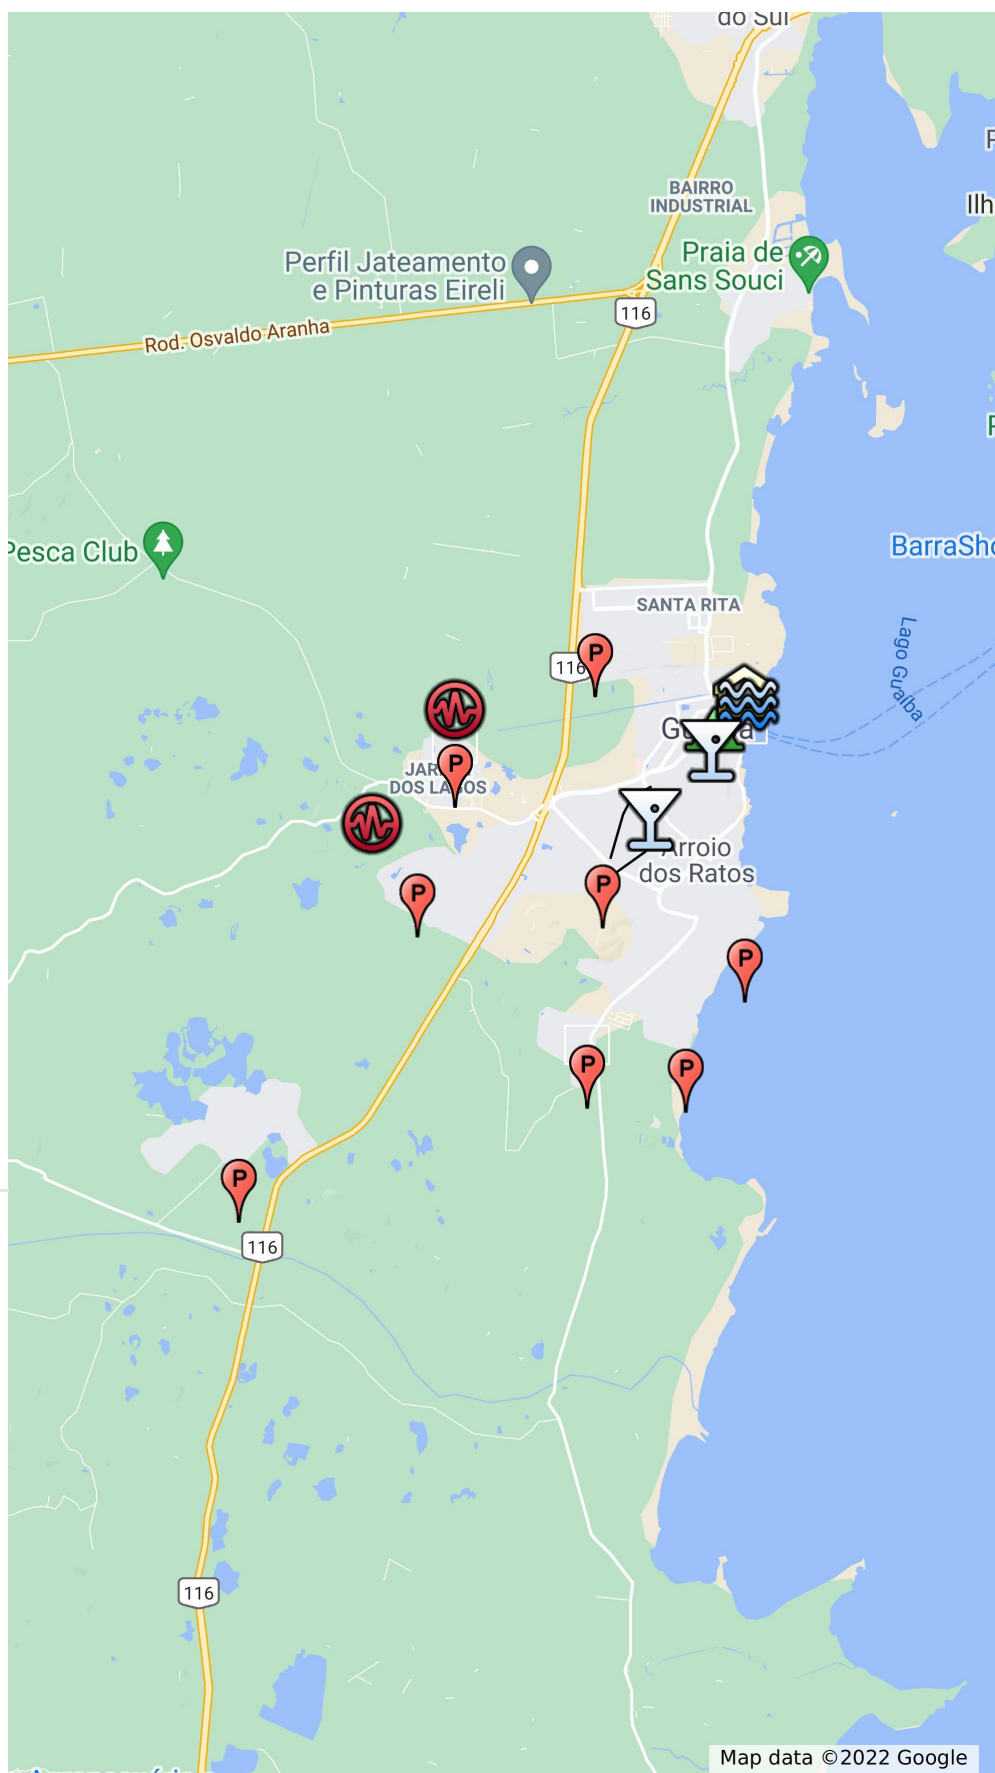 do Sul
BAIRRO
INDUSTRIAL
Ilh
Perfil Jateamento
e Pinturas Eireli
Praia de
Sans Souci
116
Rod. Osvaldo Aranha
Pesca Club
BarraSho
SANTA RITA
Lago Guaíba
116
P
P
DOS LAGOS
Arroio
dos Ratos
P
P
P
P
P
P
116
116
Map data ©2022 Google